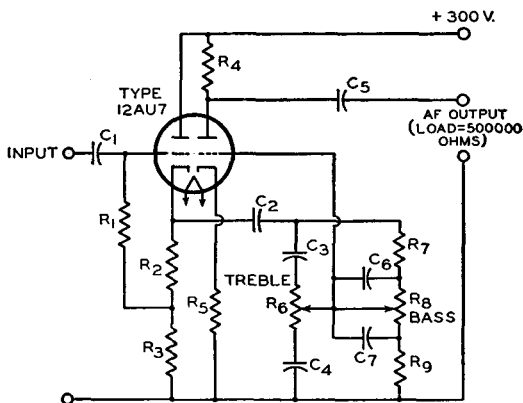 + 300 V.
R4
TYPE
12AU7
C5
AF OUTPUT
(LOAD=500000
OHMS)
C1
INPUT
C2
R1
R2
C3
R7
TREBLE
C6
R5
R6
R8
BASS
R3
C7
C4
R9